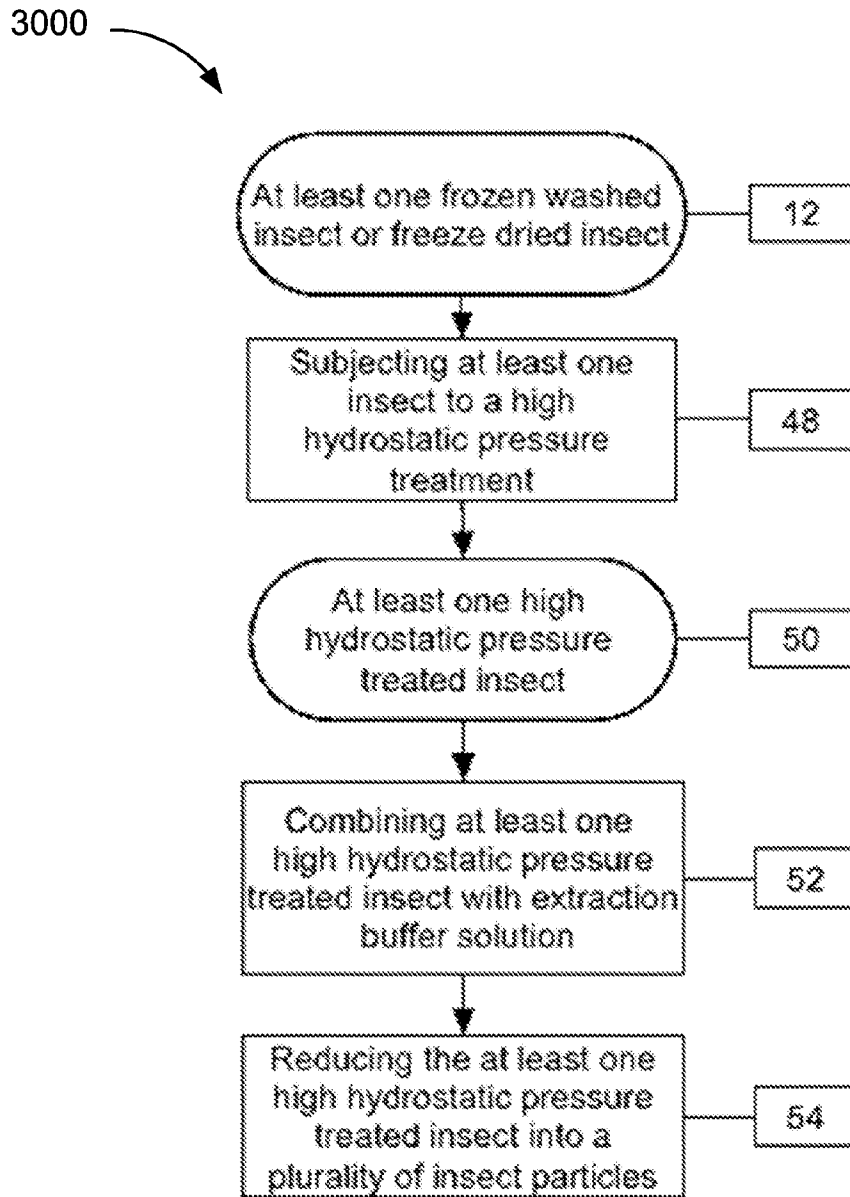 3000
At least one frozen washed
insect or freeze dried insect
12
Subjecting at least one
insect to a high
hydrostatic pressure
treatment
48
At least one high
hydrostatic pressure
treated insect
50
Combining at least one
high hydrostatic pressure
treated insect with extraction
buffer solution
52
Reducing the at least one
high hydrostatic pressure
treated insect into a
plurality of insect particles
54